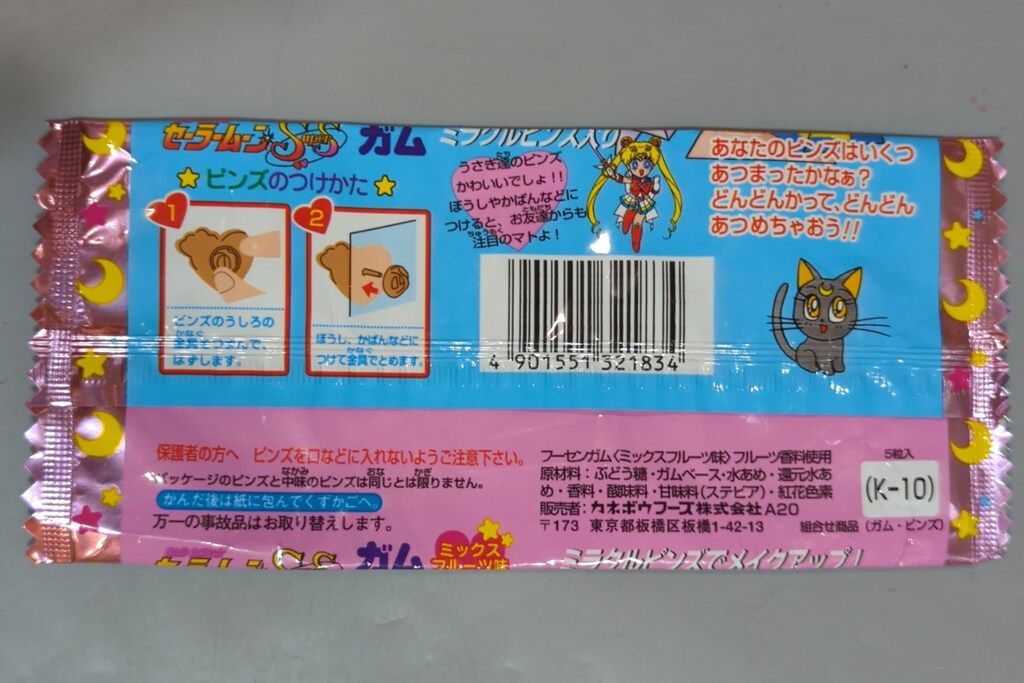 セーラームーン SuperS ガム
ミラクルピンズ入り
ピンズのつけかた
1
ピンズのうしろの
金具をつまんで、
はずします。
2
ぼうし、かばんなどに
つけて金具でとめます。
うさぎ達のピンズ
かわいいでしょ!!
ぼうしやかばんなどに
つけると、お友達からも
注目のマトよ!
あなたのピンズはいくつ
あつまったかなぁ?
どんどんかって、どんどん
あつめちゃおう!!
4 901551 321834
保護者の方へ ピンズを口などに入れないようご注意下さい。
パッケージのピンズと中味のピンズは同じとは限りません。
かんだ後は紙に包んでくずかごへ。
万一の事故品はお取り替えします。
フーセンガム〈ミックスフルーツ味〉フルーツ香料使用 5粒入
原材料:ぶどう糖・ガムベース・水あめ・還元水あ
め・香料・酸味料・甘味料(ステビア)・紅花色素
販売者:カネボウフーズ株式会社 A20
〒173 東京都板橋区板橋1-42-13 組合せ商品(ガム・ピンズ)
(K-10)
セーラームーン SS ガム
ミックス
フルーツ味
ミラクルピンズでメイクアップ!